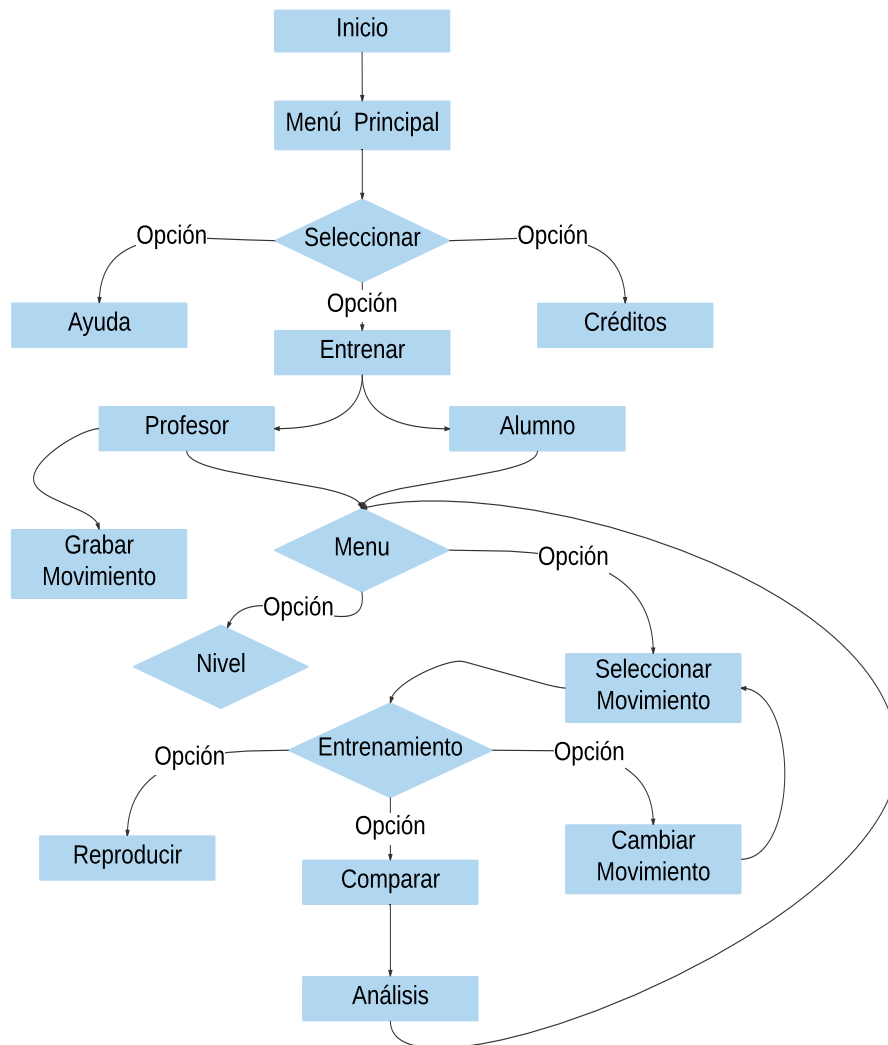 Inicio
Menú Principal
Opción
Seleccionar
Opción
Opción
Ayuda
Créditos
Entrenar
Profesor
Alumno
Grabar
Movimiento
Menu
Opción
Opción
Nivel
Seleccionar
Movimiento
Entrenamiento
Opción
Opción
Opción
Reproducir
Cambiar
Movimiento
Comparar
Análisis